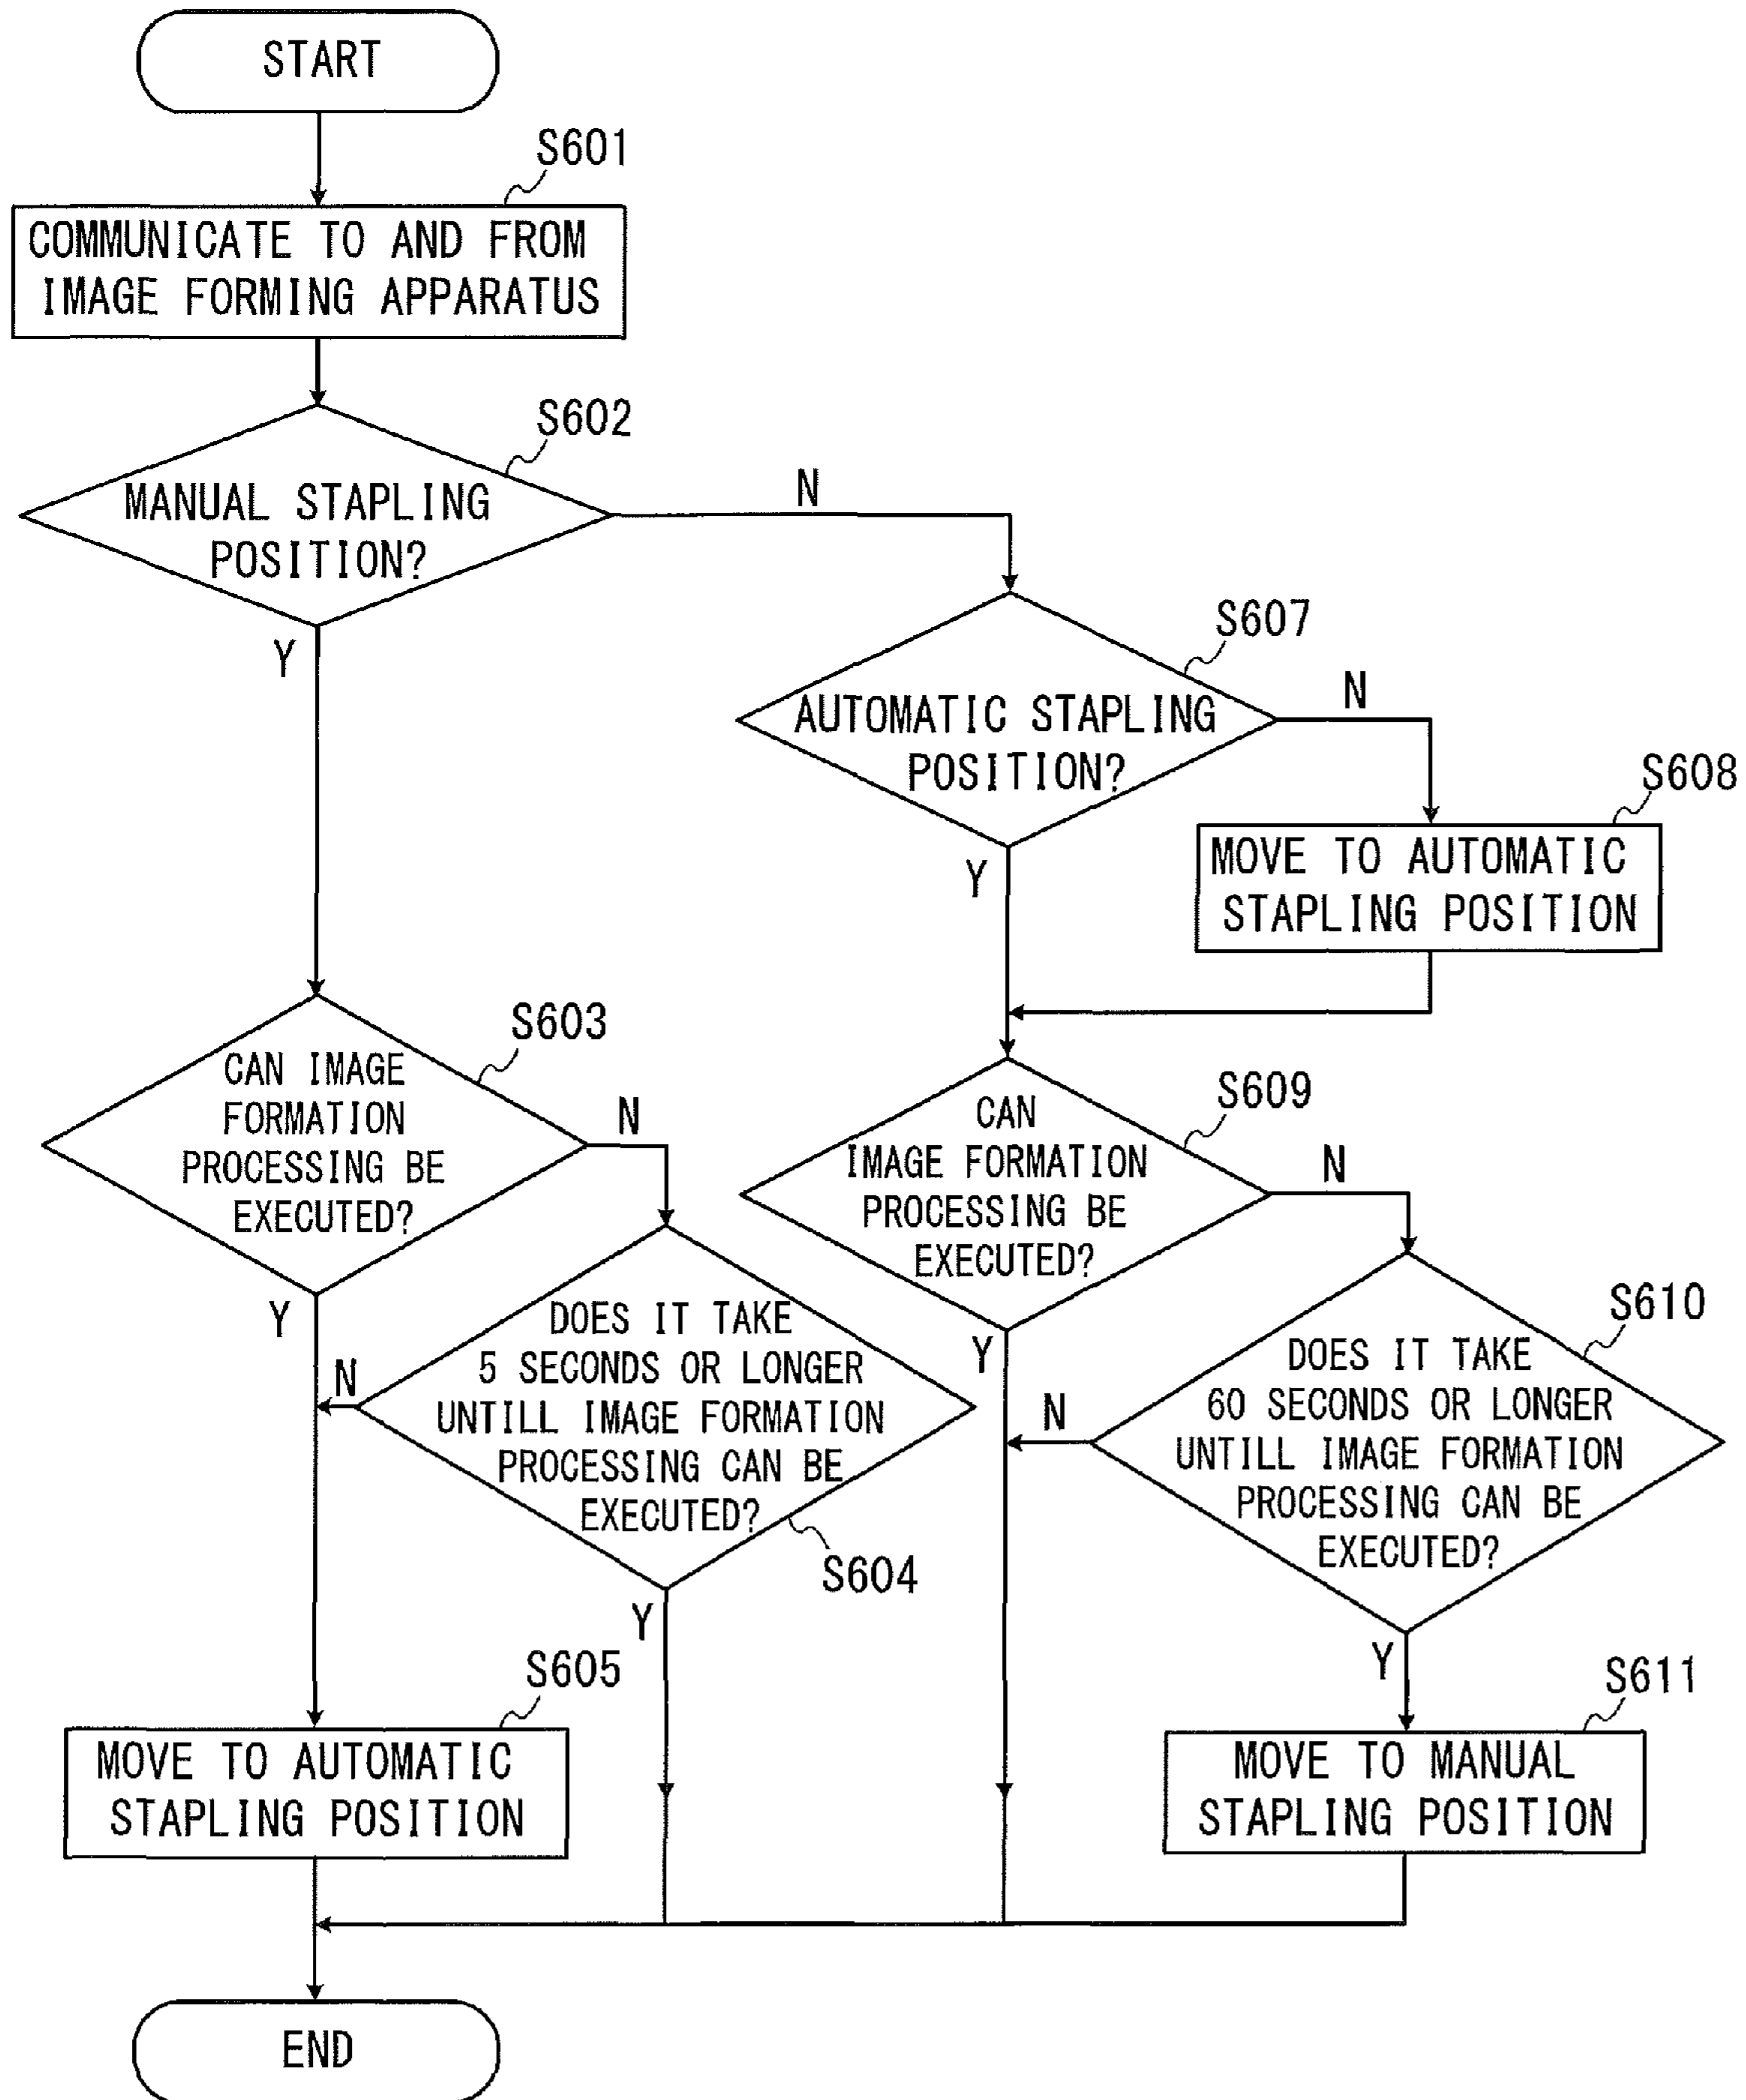 START
S601
COMMUNICATE TO AND FROM
IMAGE FORMING APPARATUS
S602
MANUAL STAPLING
POSITION?
N
Y
S607
AUTOMATIC STAPLING
POSITION?
N
Y
S608
MOVE TO AUTOMATIC
STAPLING POSITION
S603
CAN IMAGE
FORMATION
PROCESSING BE
EXECUTED?
N
Y
S604
DOES IT TAKE
5 SECONDS OR LONGER
UNTILL IMAGE FORMATION
PROCESSING CAN BE
EXECUTED?
N
Y
S609
CAN
IMAGE FORMATION
PROCESSING BE
EXECUTED?
N
Y
S610
DOES IT TAKE
60 SECONDS OR LONGER
UNTILL IMAGE FORMATION
PROCESSING CAN BE
EXECUTED?
N
Y
S605
MOVE TO AUTOMATIC
STAPLING POSITION
S611
MOVE TO MANUAL
STAPLING POSITION
END